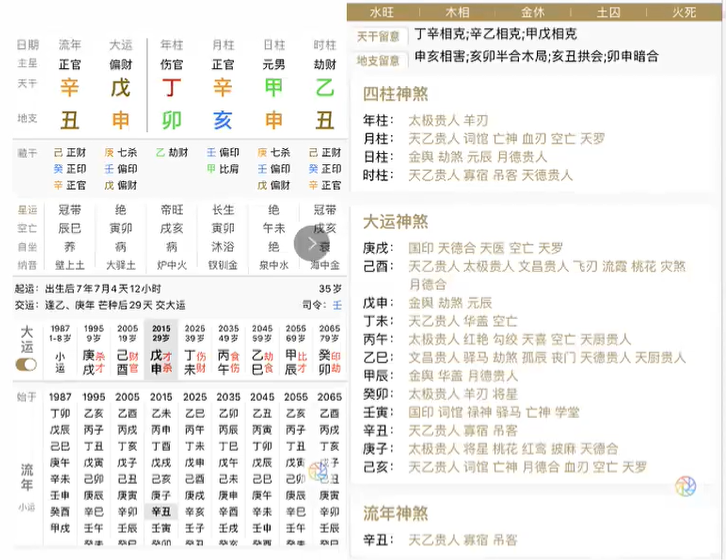 日期 流年 大运 年柱 月柱 日柱 时柱
主星 正官 偏财 伤官 正官 元男 劫财
天干 辛 戊 丁 辛 甲 乙
地支 丑 申 卯 亥 申 丑
藏干 己 正财 庚 七杀 乙 劫财 壬 偏印 庚 七杀 己 正财
癸 正印 壬 偏印 甲 比肩 壬 偏印 癸 正印
辛 正官 戊 偏财 戊 偏财 辛 正官
星运 冠带 绝 帝旺 长生 绝 冠带
空亡 辰巳 寅卯 戌亥 寅卯 午未 戌亥
自坐 养 病 病 沐浴 绝 衰
纳音 壁上土 大驿土 炉中火 钗钏金 泉中水 海中金
起运: 出生后7年7月4天12小时 35岁
交运: 逢乙、庚年 芒种后29天 交大运 司令: 壬
大运
1987 1995 2005 2015 2025 2035 2045 2055 2065
1-8岁 9岁 19岁 29岁 39岁 49岁 59岁 69岁 79岁
小 庚杀 己财 戊才 丁伤 丙食 乙劫 甲比 癸印
运 戌才 酉官 申杀 未财 午伤 巳食 辰才 卯劫
始于 1987 1995 2005 2015 2025 2035 2045 2055 2065
流年
小运
丁卯 乙亥 乙酉 乙未 乙巳 乙卯 乙丑 乙亥 乙酉
戊辰 丙子 丙戌 丙申 丙午 丙辰 丙寅 丙子 丙戌
己巳 丁丑 丁亥 丁酉 丁未 丁巳 丁卯 丁丑 丁亥
庚午 戊寅 戊子 戊戌 戊申 戊午 戊辰 戊寅 戊子
辛未 己卯 己丑 己亥 己酉 己未 己巳 己卯 己丑
壬申 庚辰 庚寅 庚子 庚戌 庚申 庚午 庚辰 庚寅
癸酉 辛巳 辛卯 辛丑 辛亥 辛酉 辛未 辛巳 辛卯
甲戌 壬午 壬辰 壬寅 壬子 壬戌 壬申 壬午 壬辰
水旺 木相 金休 土囚 火死
天干留意 丁辛相克;辛乙相克;甲戊相克
地支留意 申亥相害;亥卯半合木局;亥丑拱会;卯申暗合
四柱神煞
年柱: 太极贵人 羊刃
月柱: 天乙贵人 词馆 亡神 血刃 空亡 天罗
日柱: 金舆 劫煞 元辰 月德贵人
时柱: 天乙贵人 寡宿 吊客 天德贵人
大运神煞
庚戌: 国印 天德合 天医 空亡 天罗
己酉: 天乙贵人 太极贵人 文昌贵人 飞刃 流霞 桃花 灾煞
月德合
戊申: 金舆 劫煞 元辰
丁未: 天乙贵人 华盖 空亡
丙午: 太极贵人 红艳 勾绞 天喜 空亡 天厨贵人
乙巳: 文昌贵人 驿马 劫煞 孤辰 丧门 天德贵人 天厨贵人
甲辰: 金舆 华盖 月德贵人
癸卯: 太极贵人 羊刃 将星
壬寅: 国印 词馆 禄神 驿马 亡神 学堂
辛丑: 天乙贵人 寡宿 吊客
庚子: 太极贵人 将星 桃花 红鸾 披麻 天德合
己亥: 天乙贵人 词馆 亡神 月德合 血刃 空亡 天罗
流年神煞
辛丑: 天乙贵人 寡宿 吊客